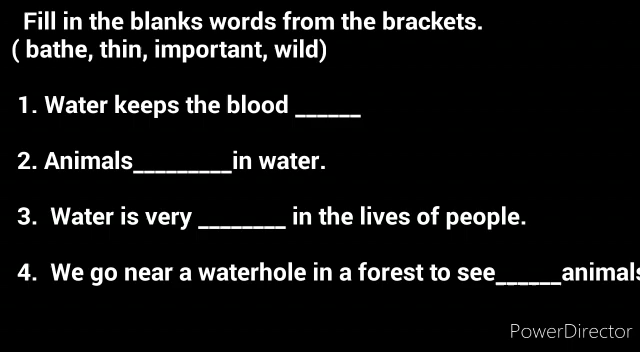 Fill in the blanks words from the brackets.
( bathe, thin, important, wild)
1. Water keeps the blood ______
2. Animals_________in water.
3. Water is very ________ in the lives of people.
4. We go near a waterhole in a forest to see______animals
PowerDirector